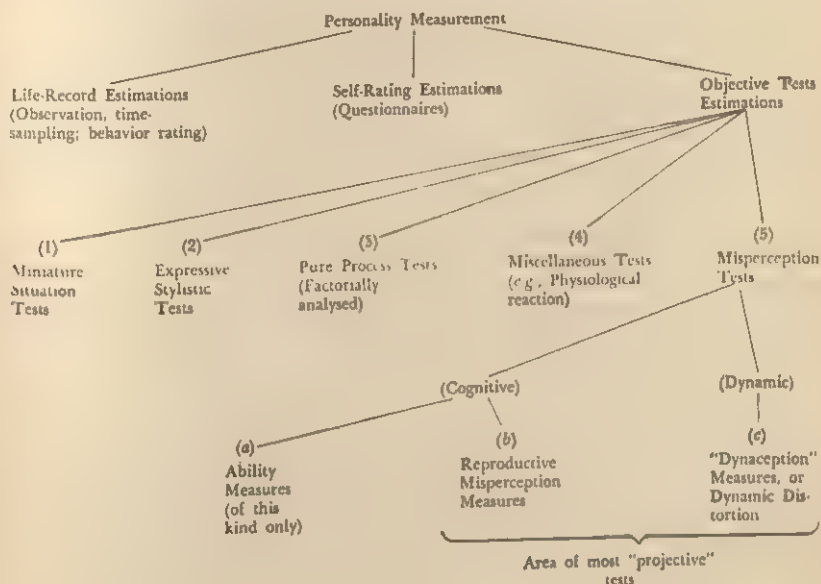 Personality Measurement
Life-Record Estimations
(Observation, time-
sampling; behavior rating)
Self-Rating Estimations
(Questionnaires)
Objective Tests
Estimations
(1)
Miniature
Situation
Tests
(2)
Expressive
Stylistic
Tests
(3)
Pure Process Tests
(Factorially
analysed)
(4)
Miscellaneous Tests
(e.g., Physiological
reaction)
(5)
Misperception
Tests
(Cognitive)
(Dynamic)
(a)
Ability
Measures
(of this
kind only)
(b)
Reproductive
Misperception
Measures
(c)
"Dynaception"
Measures, or
Dynamic Dis-
tortion
Area of most "projective"
tests